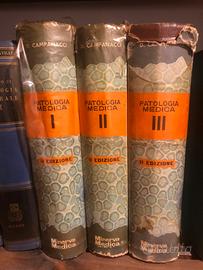 D. CAMPANACCI
PATOLOGIA
MEDICA
I
II EDIZIONE
Minerva
Medica
D. CAMPANACCI
PATOLOGIA
MEDICA
II
II EDIZIONE
Minerva
Medica
D. CAMPANACCI
PATOLOGIA
MEDICA
III
II EDIZIONE
Minerva
Medica